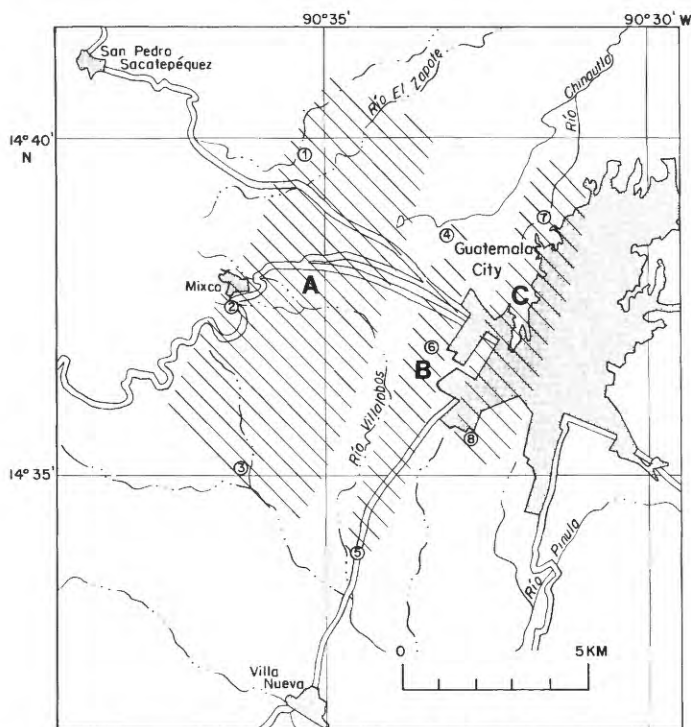 90°35'
90°30'W
San Pedro
Sacatepéquez
Río El Zapote
Río Chinautla
14°40'
N
1
4
7
Guatemala
City
Mixco
A
C
2
6
B
Río Villalobos
8
14°35'
3
5
Río Pinula
0 5 KM
Villa
Nueva